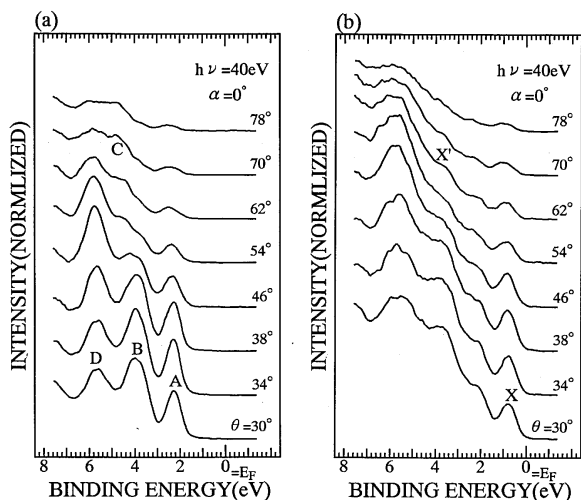 (a)
hν=40eV
α=0°
78°
70°
C
62°
54°
46°
38°
D
B
34°
A
θ=30°
8
6
4
2
0=E_F
BINDING ENERGY(eV)
INTENSITY(NORMLIZED)
(b)
hν=40eV
α=0°
78°
X'
70°
62°
54°
46°
38°
34°
X
θ=30°
8
6
4
2
0=E_F
BINDING ENERGY(eV)
INTENSITY(NORMLIZED)